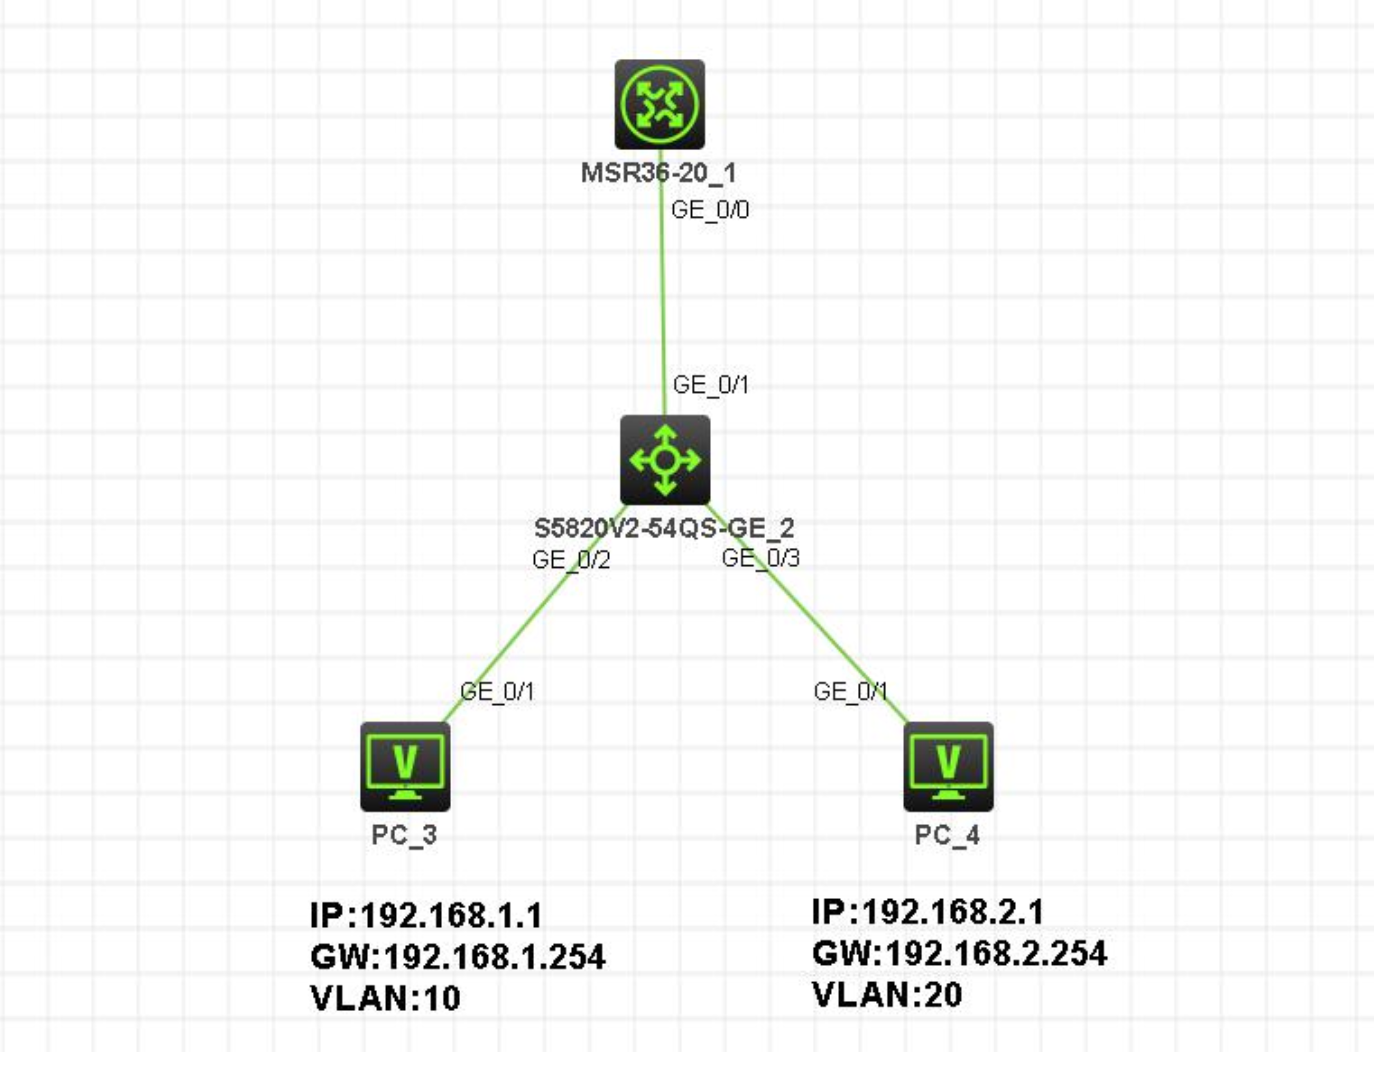 MSR36-20_1
GE_0/0
GE_0/1
S5820V2-54QS-GE_2
GE_0/2
GE_0/3
GE_0/1
GE_0/1
V
V
PC_3
PC_4
IP:192.168.1.1
GW:192.168.1.254
VLAN:10
IP:192.168.2.1
GW:192.168.2.254
VLAN:20